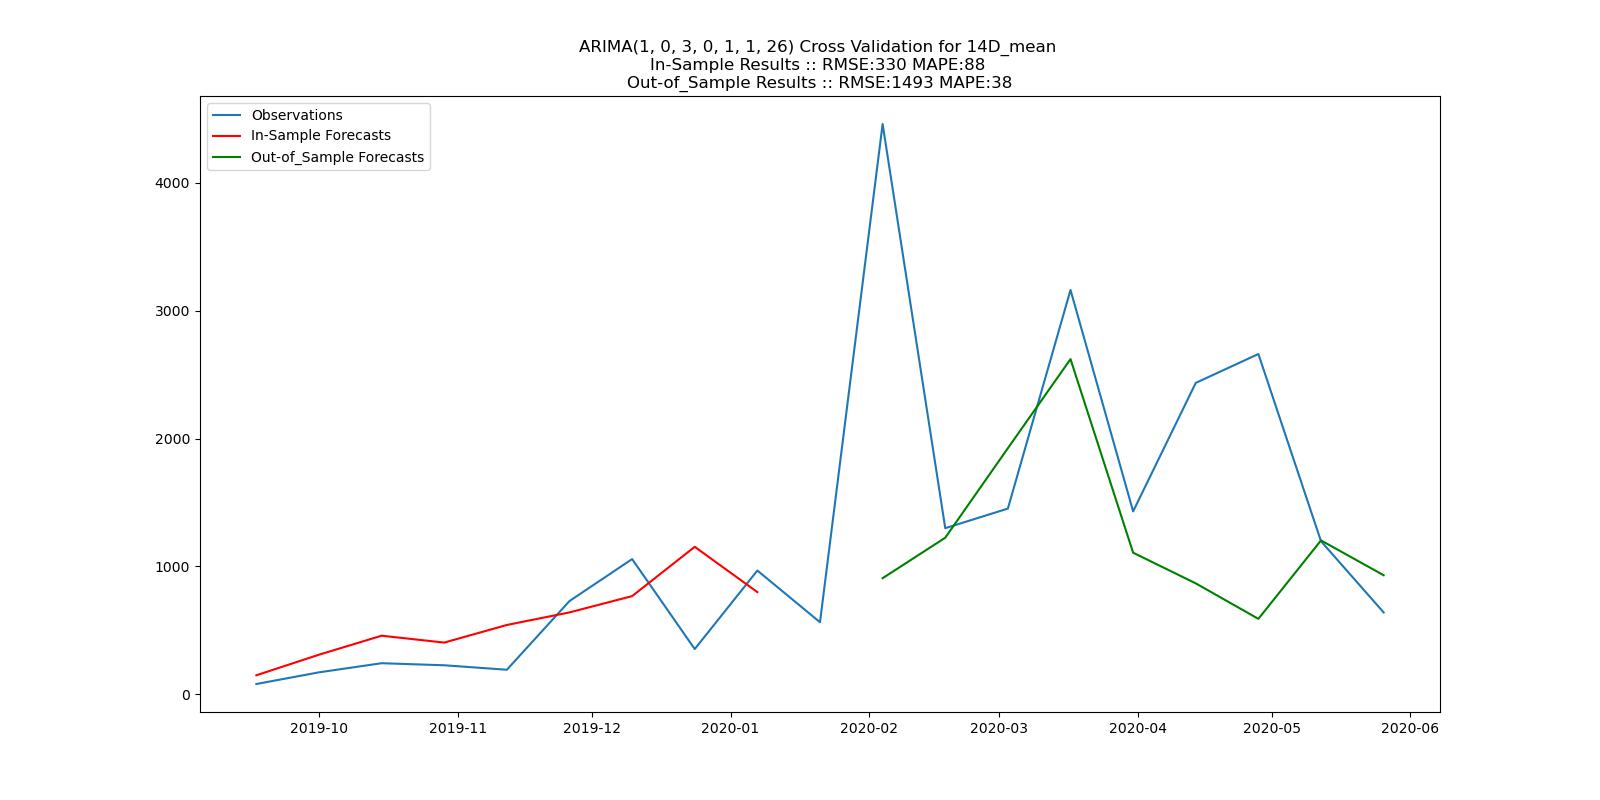 ARIMA(1, 0, 3, 0, 1, 1, 26) Cross Validation for 14D_mean
In-Sample Results :: RMSE:330 MAPE:88
Out-of_Sample Results :: RMSE:1493 MAPE:38
Observations
In-Sample Forecasts
Out-of_Sample Forecasts
4000
3000
2000
1000
0
2019-10 2019-11 2019-12 2020-01 2020-02 2020-03 2020-04 2020-05 2020-06